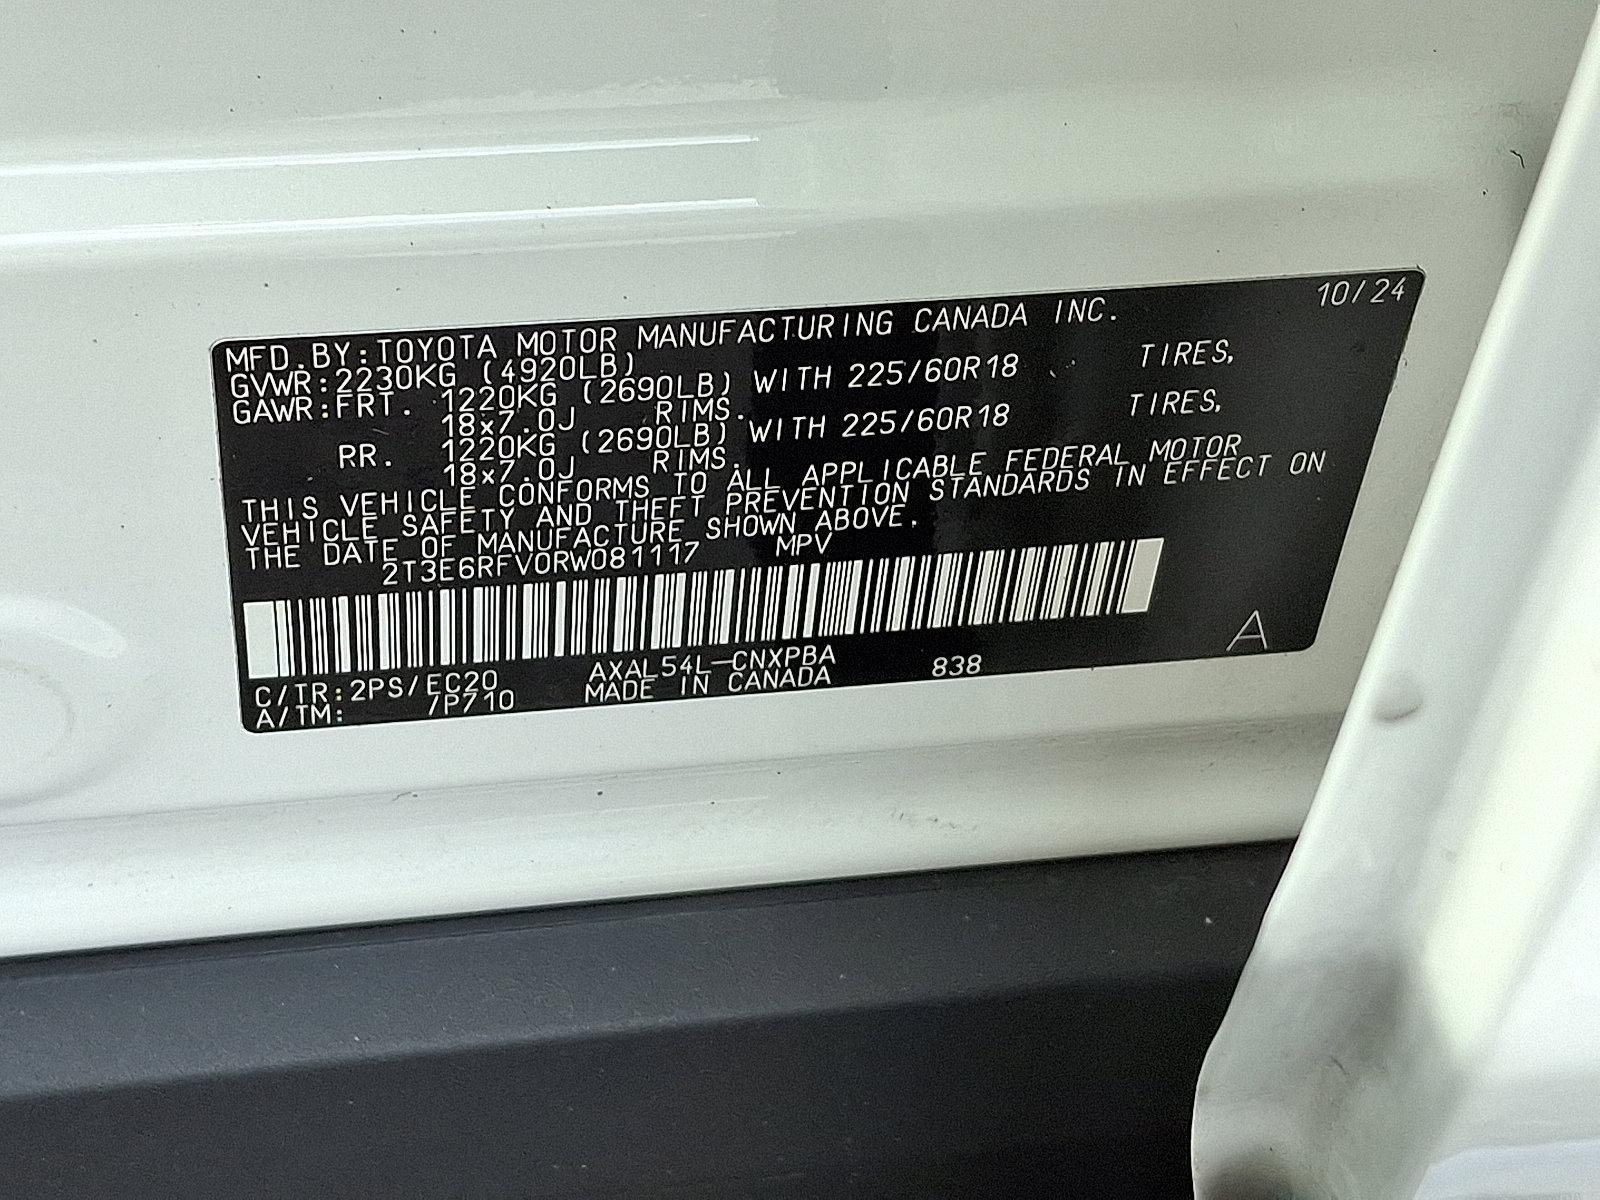 10/24
MFD.BY:TOYOTA MOTOR MANUFACTURING CANADA INC.
GVWR:2230KG (4920LB)
GAWR:FRT. 1220KG (2690LB) WITH 225/60R18 TIRES,
18x7.0J RIMS.
RR. 1220KG (2690LB) WITH 225/60R18 TIRES,
18x7.0J RIMS.
THIS VEHICLE CONFORMS TO ALL APPLICABLE FEDERAL MOTOR
VEHICLE SAFETY AND THEFT PREVENTION STANDARDS IN EFFECT ON
THE DATE OF MANUFACTURE SHOWN ABOVE.
2T3E6RFV0RW081117 MPV
C/TR:2PS/EC20 AXAL54L-CNXPBA 838 A
A/TM: /P710 MADE IN CANADA